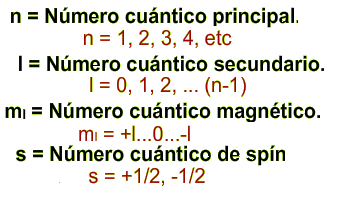 n = Número cuántico principal.
n = 1, 2, 3, 4, etc
l = Número cuántico secundario.
l = 0, 1, 2, ... (n-1)
ml = Número cuántico magnético.
ml = +l...0...-l
s = Número cuántico de spín
s = +1/2, -1/2